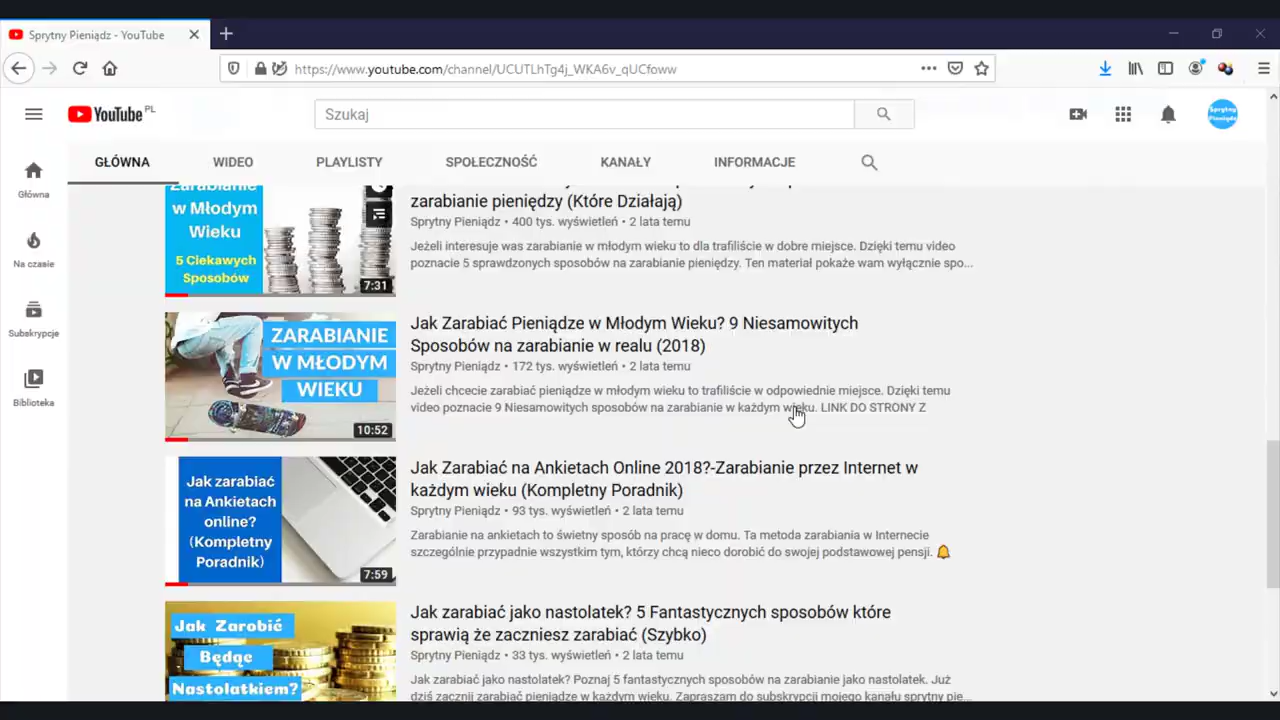 Sprytny Pieniądz - YouTube
https://www.youtube.com/channel/UCUTLhTg4j_WKA6v_qUCfoww
YouTube PL
Szukaj
Sprytny
Pieniądz
GŁÓWNA
WIDEO
PLAYLISTY
SPOŁECZNOŚĆ
KANAŁY
INFORMACJE
Główna
Na czasie
Subskrypcje
Biblioteka
Zarabianie
w Młodym
Wieku
5 Ciekawych
Sposobów
7:31
zarabianie pieniędzy (Które Działają)
Sprytny Pieniądz • 400 tys. wyświetleń • 2 lata temu
Jeżeli interesuje was zarabianie w młodym wieku to dla trafiliście w dobre miejsce. Dzięki temu video
poznacie 5 sprawdzonych sposobów na zarabianie pieniędzy. Ten materiał pokaże wam wyłącznie spo...
ZARABIANIE
W MŁODYM
WIEKU
10:52
Jak Zarabiać Pieniądze w Młodym Wieku? 9 Niesamowitych
Sposobów na zarabianie w realu (2018)
Sprytny Pieniądz • 172 tys. wyświetleń • 2 lata temu
Jeżeli chcecie zarabiać pieniądze w młodym wieku to trafiliście w odpowiednie miejsce. Dzięki temu
video poznacie 9 Niesamowitych sposobów na zarabianie w każdym wieku. LINK DO STRONY Z
Jak zarabiać
na Ankietach
online?
(Kompletny
Poradnik)
7:59
Jak Zarabiać na Ankietach Online 2018?-Zarabianie przez Internet w
każdym wieku (Kompletny Poradnik)
Sprytny Pieniądz • 93 tys. wyświetleń • 2 lata temu
Zarabianie na ankietach to świetny sposób na pracę w domu. Ta metoda zarabiania w Internecie
szczególnie przypadnie wszystkim tym, którzy chcą nieco dorobić do swojej podstawowej pensji. 🔔
Jak Zarobić
Będąc
Nastolatkiem?
Jak zarabiać jako nastolatek? 5 Fantastycznych sposobów które
sprawią że zaczniesz zarabiać (Szybko)
Sprytny Pieniądz • 33 tys. wyświetleń • 2 lata temu
Jak zarabiać jako nastolatek? Poznaj 5 fantastycznych sposobów na zarabianie jako nastolatek. Już
dziś zacznij zarabiać pieniądze w każdym wieku. Zapraszam do subskrypcji mojego kanału sprytny pie...